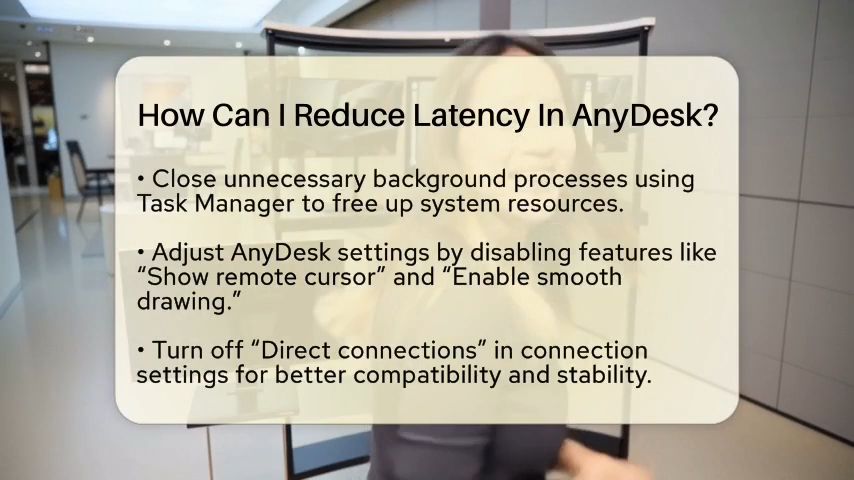 How Can I Reduce Latency In AnyDesk?
• Close unnecessary background processes using
Task Manager to free up system resources.
• Adjust AnyDesk settings by disabling features like
“Show remote cursor” and “Enable smooth
drawing.”
• Turn off “Direct connections” in connection
settings for better compatibility and stability.